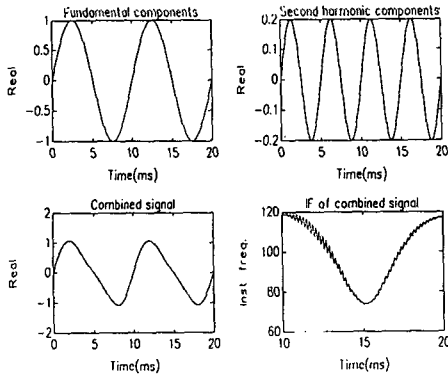 Fundamental components
Real
1
0.5
0
-0.5
-1
0 5 10 15 20
Time(ms)
Second harmonic components
Real
0.2
0.1
0
-0.1
-0.2
0 5 10 15 20
Time(ms)
Combined signal
Real
2
1
0
-1
-2
0 5 10 15 20
Time(ms)
IF of combined signal
Inst freq.
120
100
80
60
10 15 20
Time(ms)